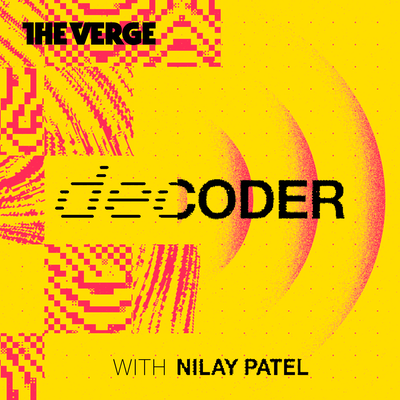 THE VERGE
decODER
WITH NILAY PATEL